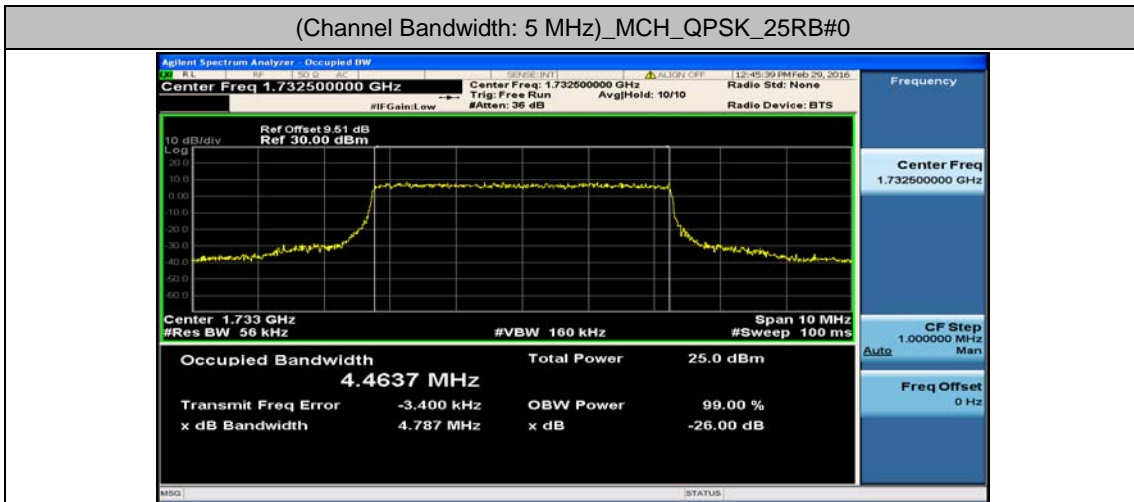 (Channel Bandwidth: 5 MHz)_MCH_QPSK_25RB#0
Agilent Spectrum Analyzer - Occupied BW
LXI RL RF 50 Ω AC SENSE:INT ALIGN OFF 12:45:39 PM Feb 29, 2016
Center Freq 1.732500000 GHz
Center Freq: 1.732500000 GHz
Radio Std: None
Trig: Free Run Avg|Hold: 10/10
#IFGain:Low #Atten: 36 dB Radio Device: BTS
Frequency
Ref Offset 9.51 dB
10 dB/div Ref 30.00 dBm
Log
20.0
10.0
0.00
-10.0
-20.0
-30.0
-40.0
-50.0
-60.0
Center 1.733 GHz Span 10 MHz
#Res BW 56 kHz #VBW 160 kHz #Sweep 100 ms
Center Freq
1.732500000 GHz
CF Step
1.000000 MHz
Auto Man
Freq Offset
0 Hz
Occupied Bandwidth Total Power 25.0 dBm
4.4637 MHz
Transmit Freq Error -3.400 kHz OBW Power 99.00 %
x dB Bandwidth 4.787 MHz x dB -26.00 dB
MSG STATUS